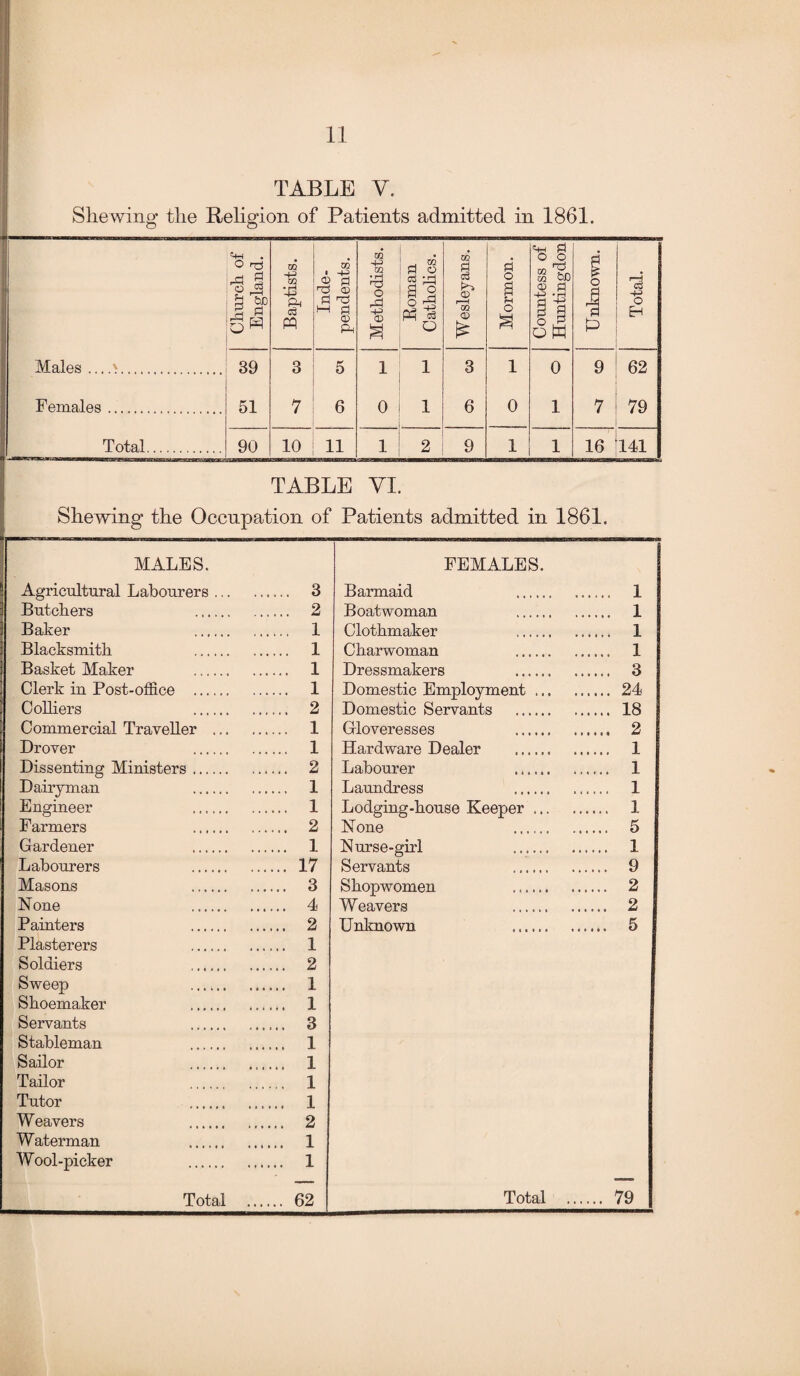 11
TABLE V.
Shewing the Religion of Patients admitted in 1861.
Church of England. Baptists. Inde-pendents. Methodists. Roman Catholics. Wesleyans. Mormon. Countess of Huntingdon Unknown. Total.
Males ......... 39 3 5 1 1 3 1 0 9 62
Females ......... 51 7 6 0 1 6 0 1 7 79
Total ......... 90 10 11 1 2 9 1 1 16 141
TABLE VI.
Shewing the Occupation of Patients admitted in 1861.
MALES.
Agricultural Labourers ... ...... 3
Butchers ...... ...... 2
Baker ...... ...... 1
Blacksmith ...... ...... 1
Basket Maker ...... ...... 1
Clerk in Post-office ...... ...... 1
Colliers ...... ...... 2
Commercial Traveller ... ...... 1
Drover ...... ...... 1
Dissenting Ministers ...... ...... 2
Dairyman ...... ...... 1
Engineer ...... ...... 1
Farmers ...... ...... 2
Gardener ...... ...... 1
Labourers ...... ...... 17
Masons ...... ...... 3
None ...... ...... 4
Painters ...... ...... 2
Plasterers ...... ...... 1
Soldiers ...... ...... 2
Sweep ...... ...... 1
Shoemaker ...... ...... 1
Servants ...... ...... 3
Stableman ...... ...... 1
Sailor ...... ...... 1
Tailor ...... ...... 1
Tutor ...... ...... 1
Weavers ...... ...... 2
Waterman ...... ...... 1
Wool-picker ...... ...... 1
Total ...... 62
FEMALES.
Barmaid ...... ...... 1
Boatwoman ...... ...... 1
Clothmaker ...... ...... 1
Charwoman ...... ...... 1
Dressmakers ...... ...... 3
Domestic Employment ... ...... 24
Domestic Servants ...... ...... 18
Gloveresses ...... ...... 2
Hardware Dealer ...... ...... 1
Labourer ...... ...... 1
Laundress ...... ...... 1
Lodging-house Keeper ... ...... 1
None ...... ...... 5
Nurse-girl ...... ...... 1
Servants ...... ...... 9
Shopwomen ...... ...... 2
Weavers ...... ...... 2
Unknown ...... ...... 5
Total ...... 79